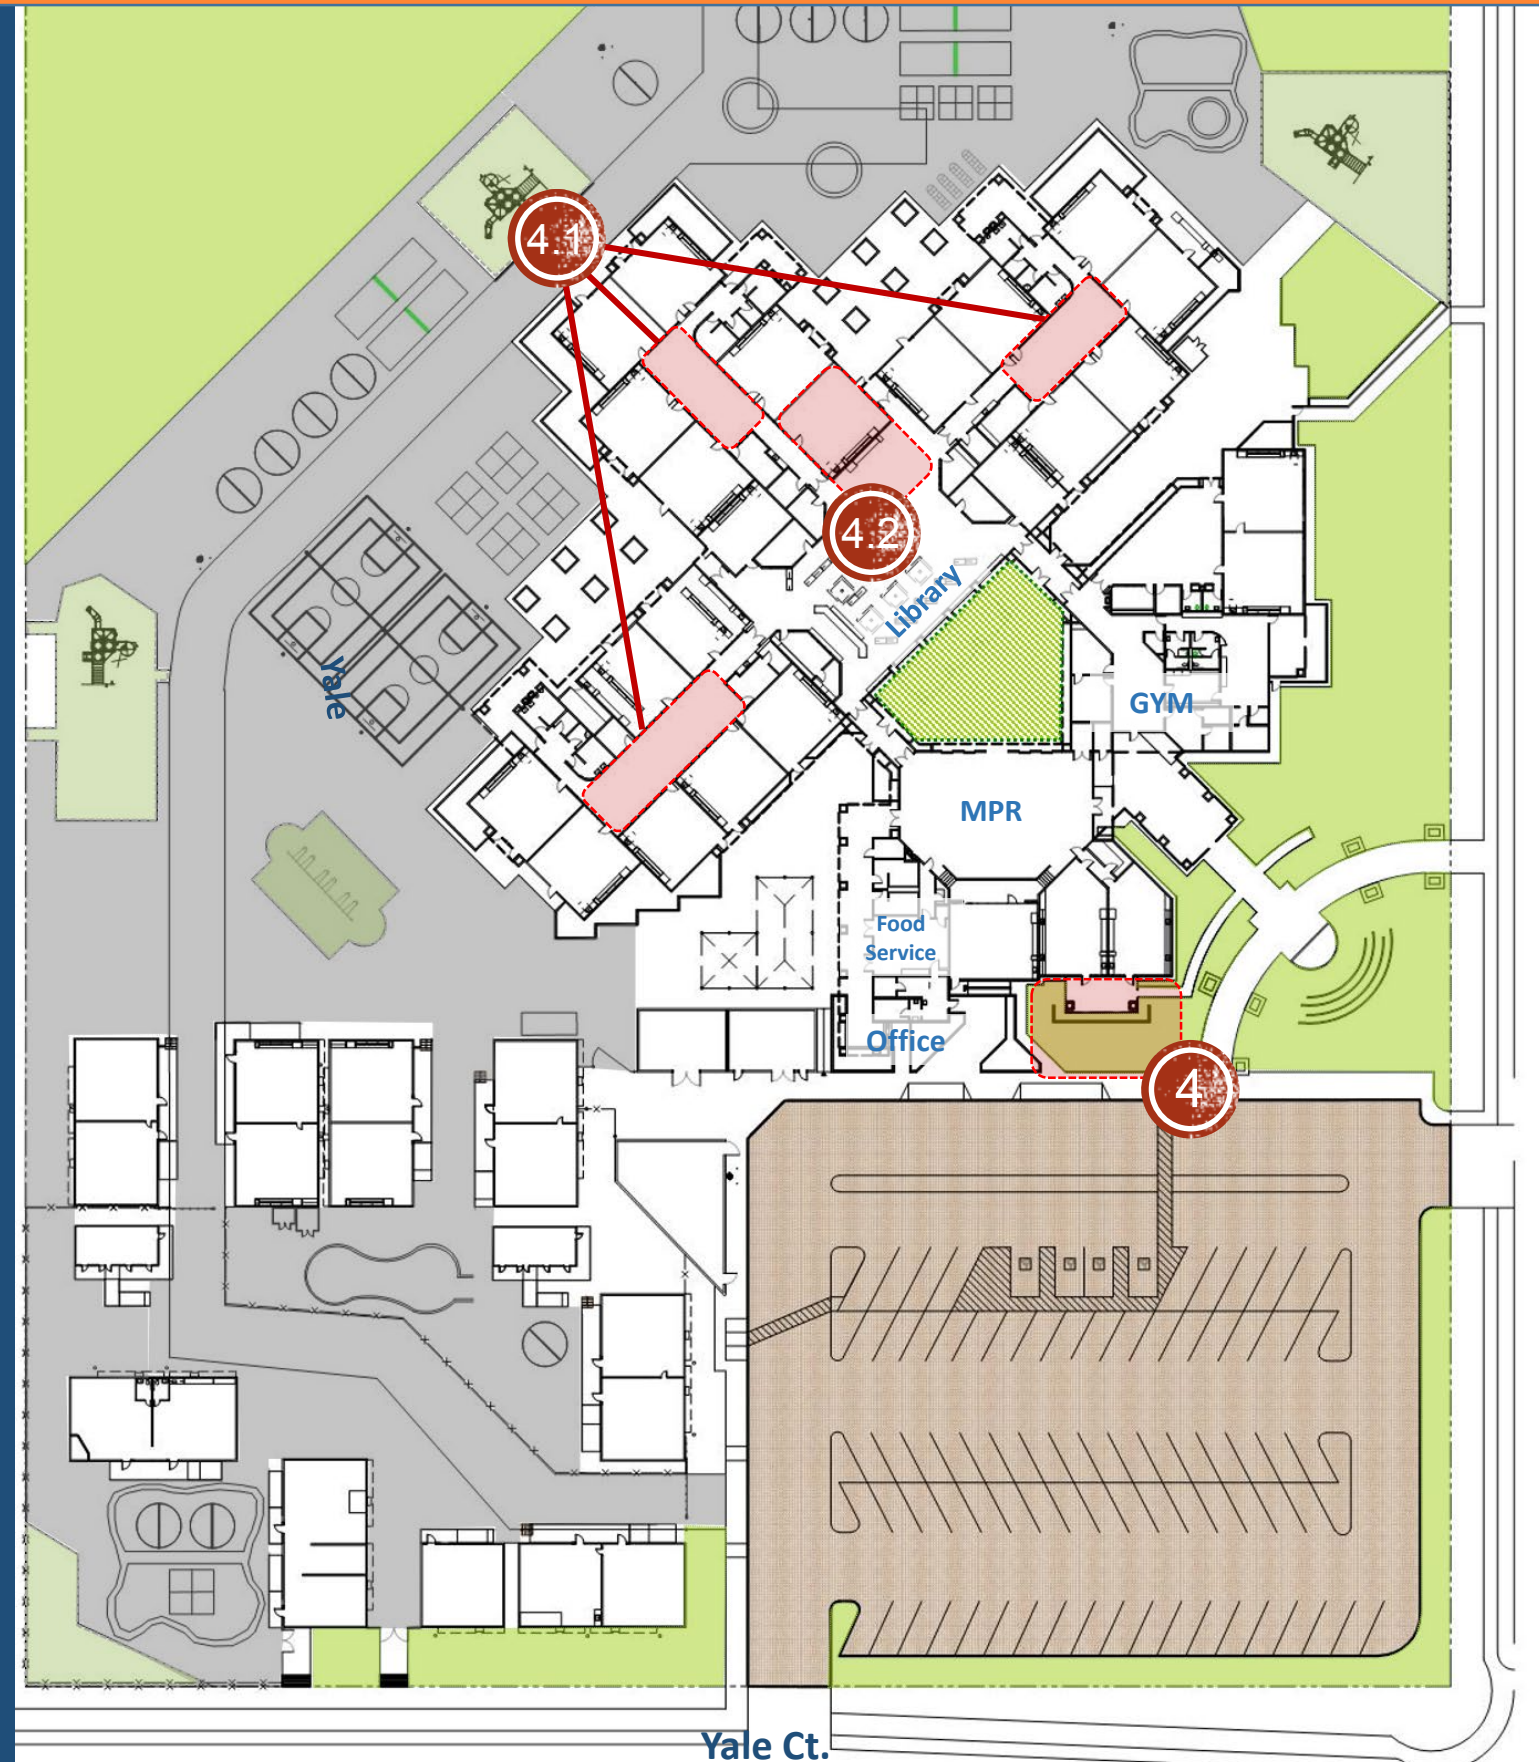 4.1
4.2
Library
Yale
GYM
MPR
Food
Service
Office
4
Yale Ct.